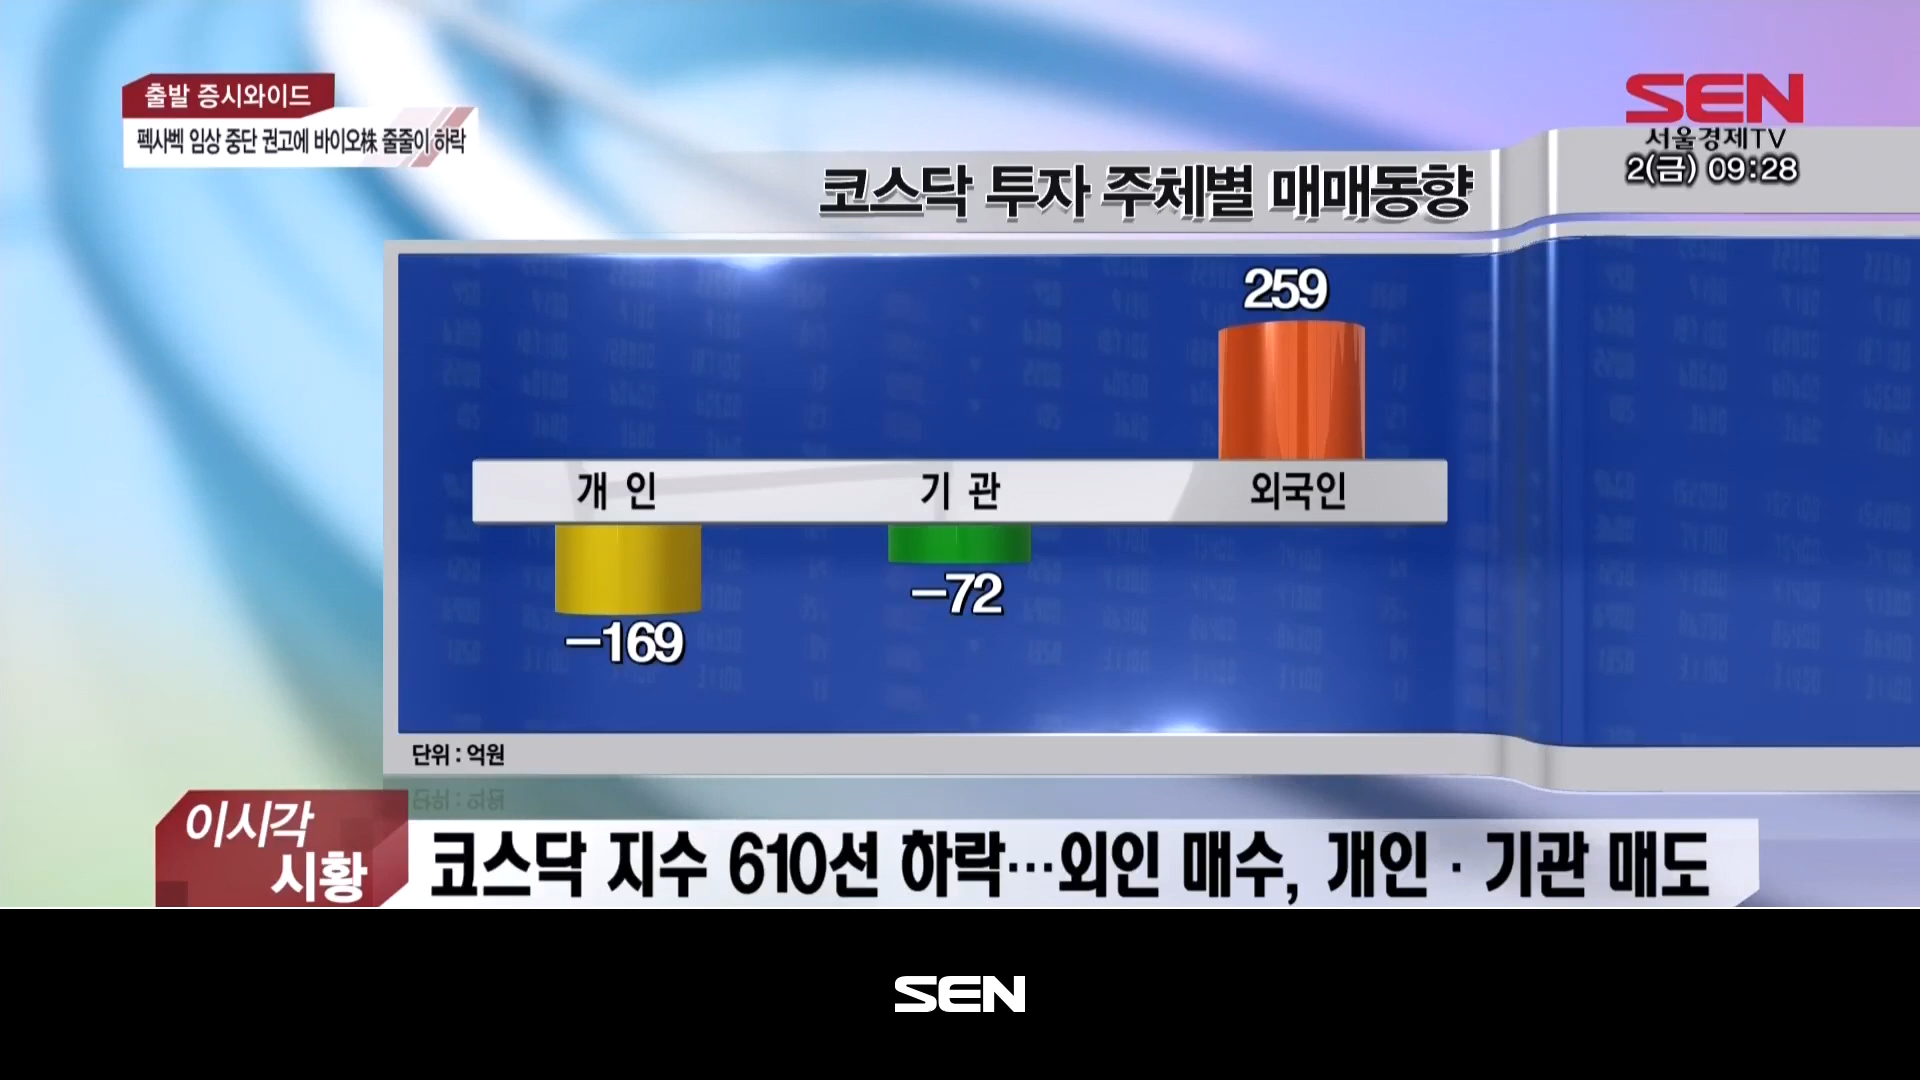 출발 증시와이드
펙사벡 임상 중단 권고에 바이오株 줄줄이 하락
SEN
서울경제TV
2(금) 09:28
코스닥 투자 주체별 매매동향
259
개 인
기 관
외국인
-169
-72
단위 : 억원
이시각
시황
코스닥 지수 610선 하락…외인 매수, 개인·기관 매도
SEN